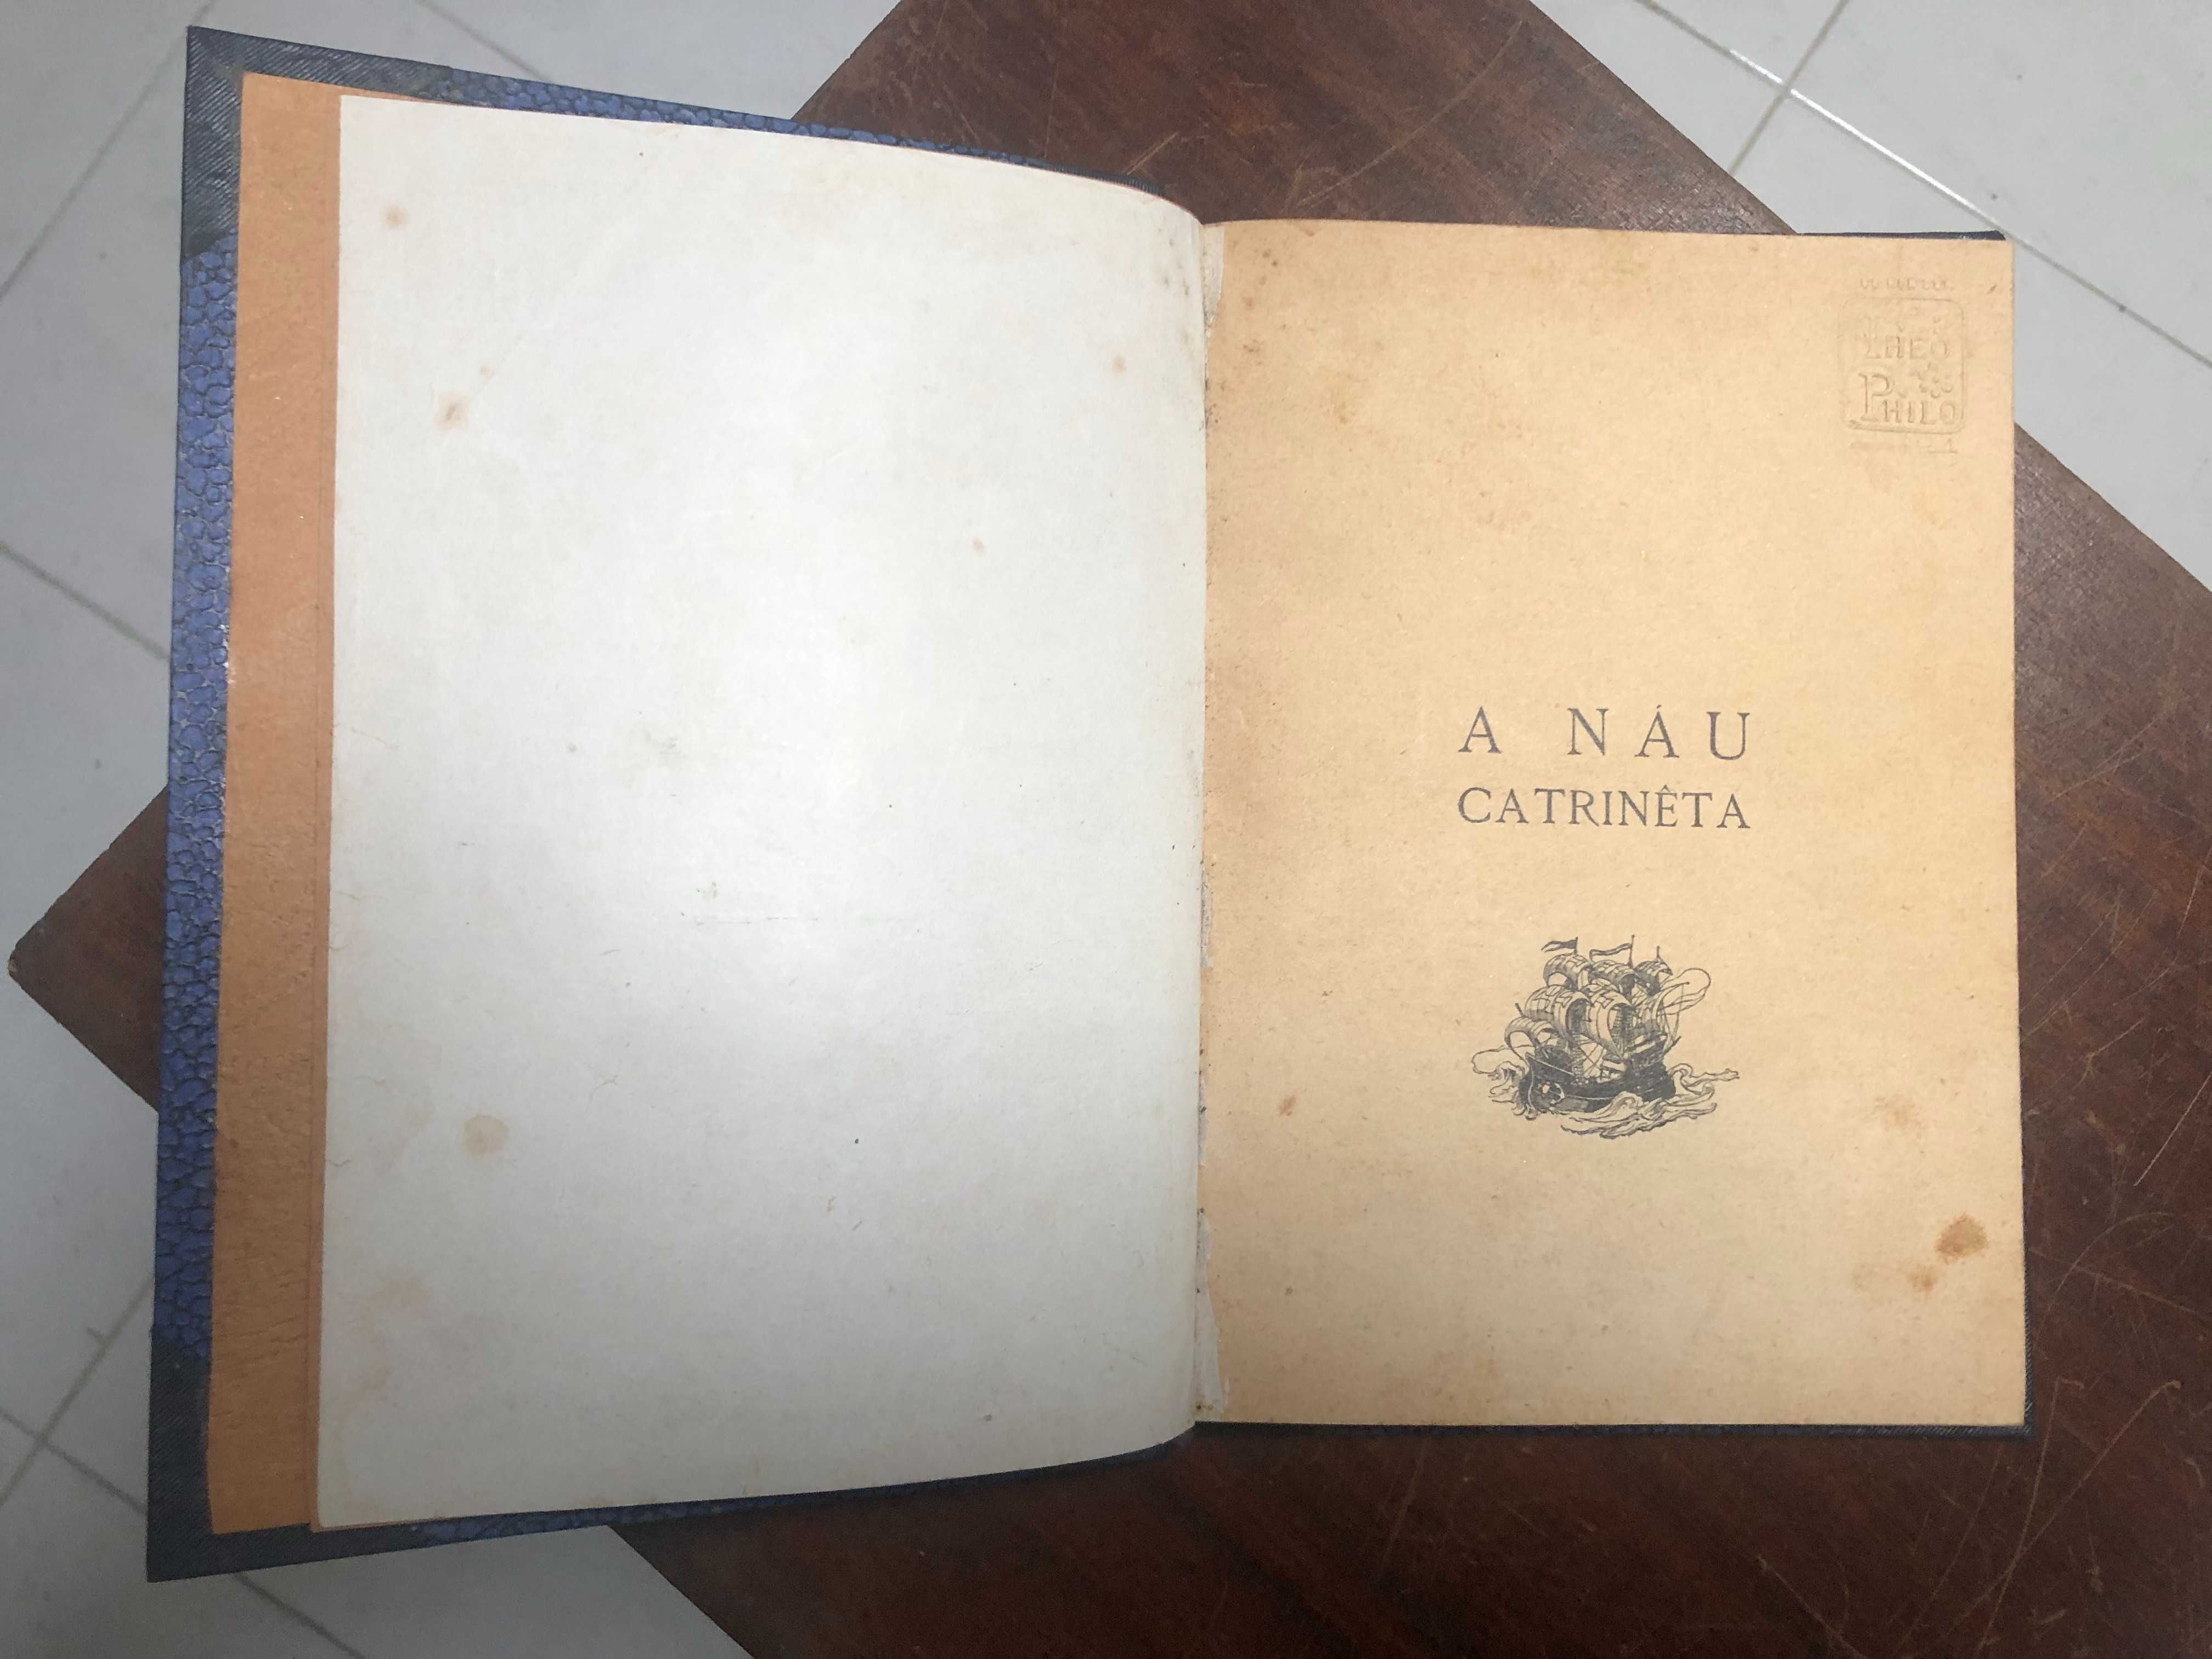 THEO
PHILO
A NÁU
CATRINÊTA